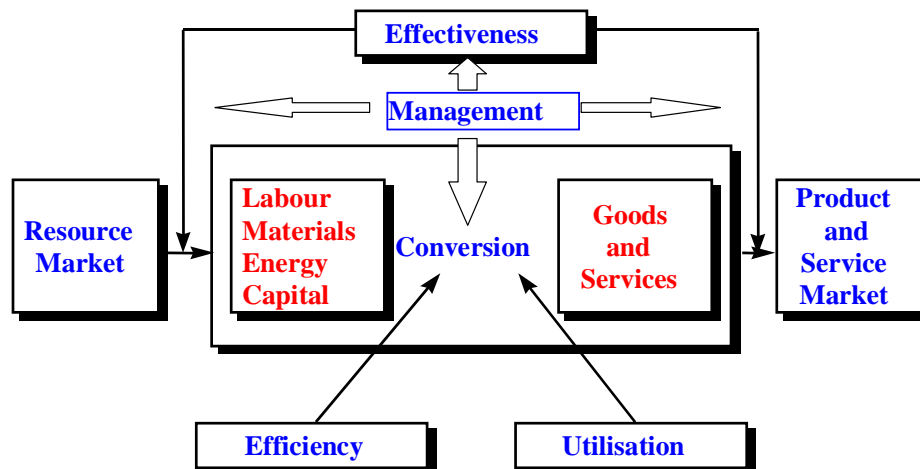 Effectiveness
Management
Resource
Market
Labour
Materials
Energy
Capital
Conversion
Goods
and
Services
Product
and
Service
Market
Efficiency
Utilisation